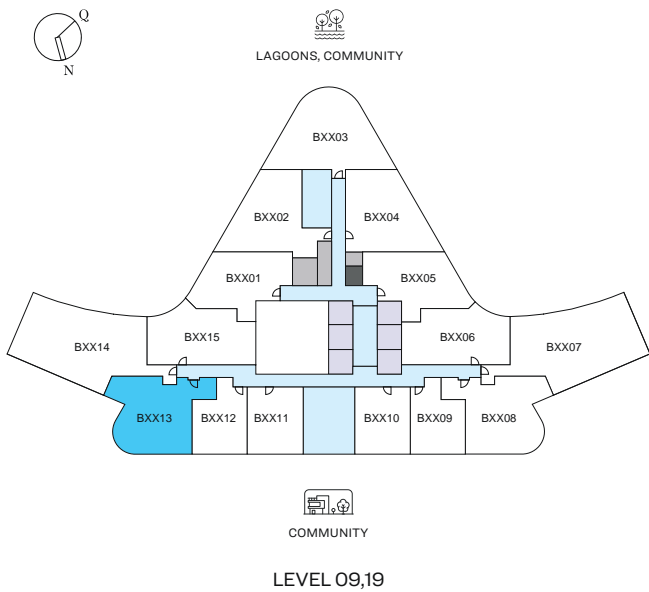 Q
N
LAGOONS, COMMUNITY
BXX03
BXX02
BXX04
BXX01
BXX05
BXX15
BXX06
BXX14
BXX07
BXX13
BXX12
BXX11
BXX10
BXX09
BXX08
COMMUNITY
LEVEL 09,19